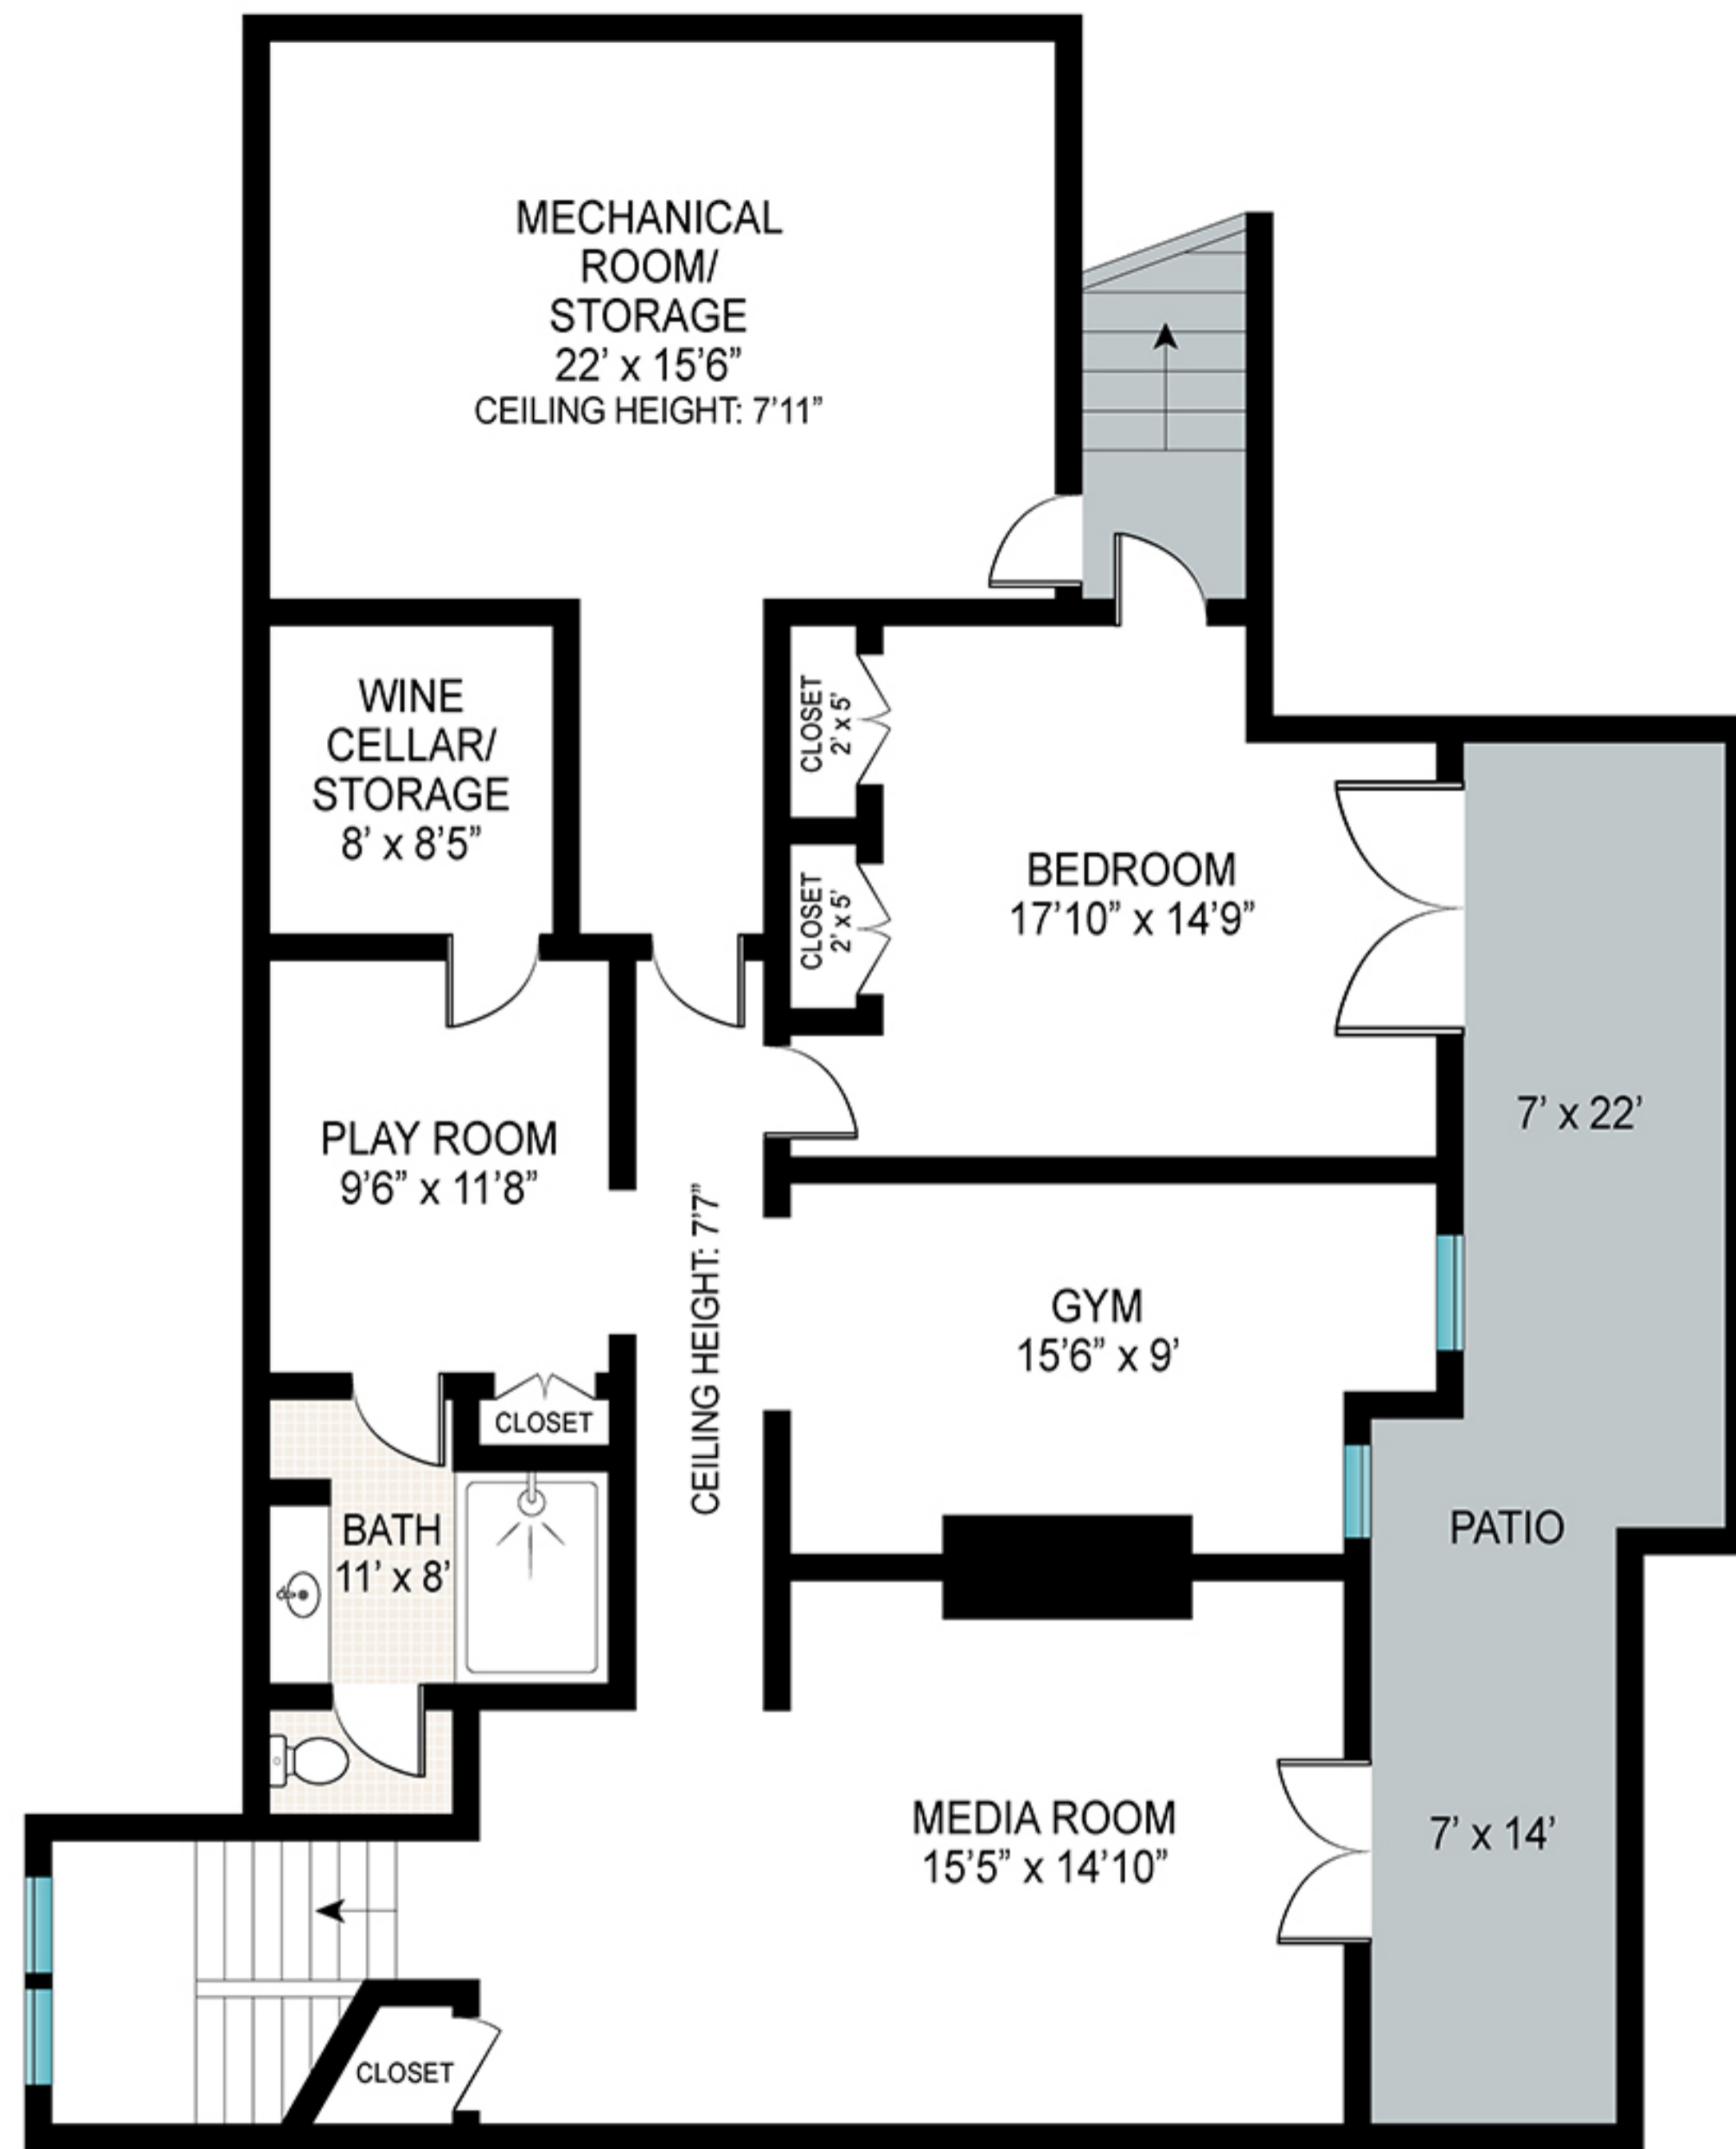 MECHANICAL
ROOM/
STORAGE
22’ x 15’6”
CEILING HEIGHT: 7’11”
WINE
CELLAR/
STORAGE
8’ x 8’5”
CLOSET
2’ x 5’
CLOSET
2’ x 5’
BEDROOM
17’10” x 14’9”
7’ x 22’
PLAY ROOM
9’6” x 11’8”
CEILING HEIGHT: 7’7”
GYM
15’6” x 9’
CLOSET
BATH
11’ x 8’
PATIO
MEDIA ROOM
15’5” x 14’10”
7’ x 14’
CLOSET